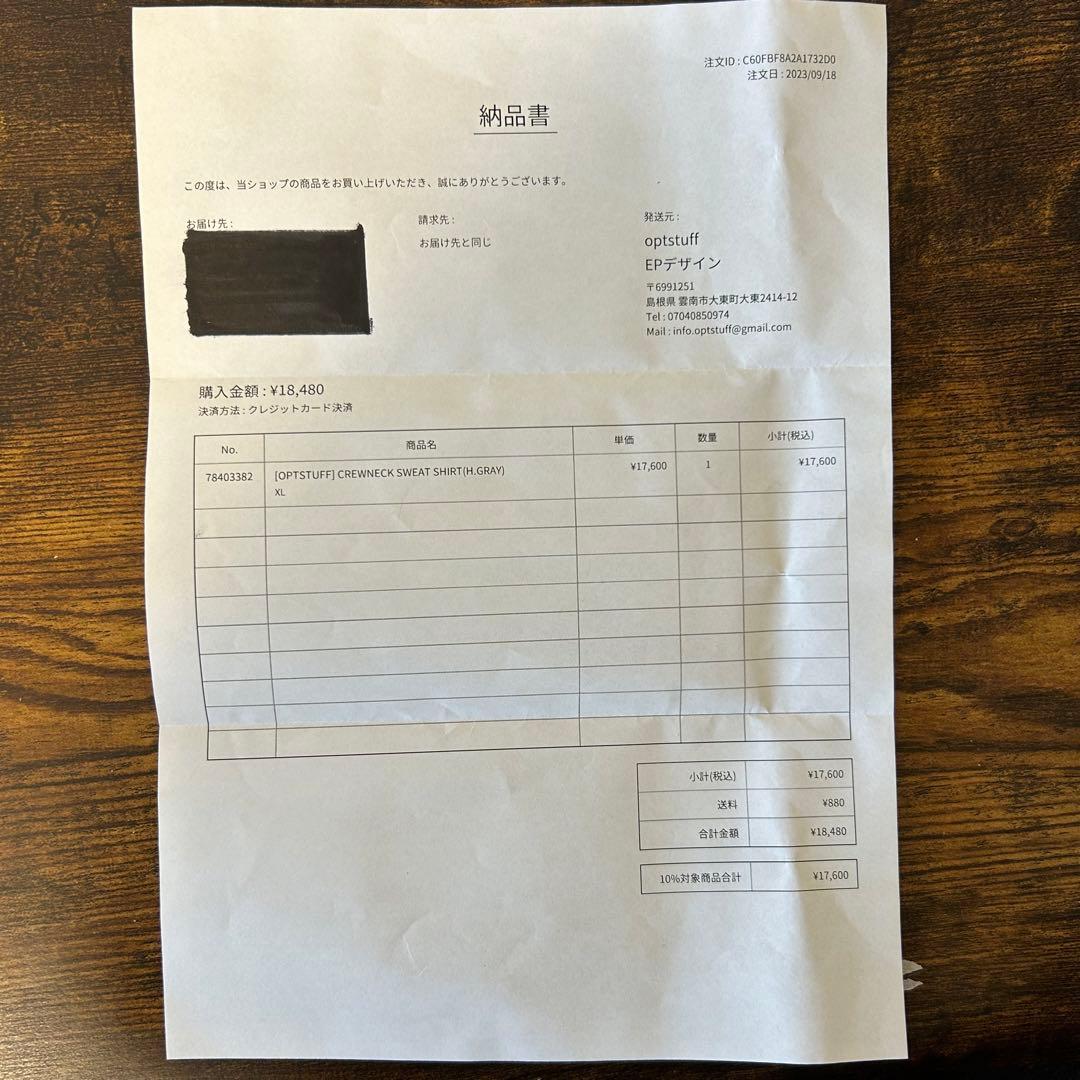 注文ID : C60FBF8A2A1732D0
注文日 : 2023/09/18
納品書
この度は、当ショップの商品をお買い上げいただき、誠にありがとうございます。
お届け先 :
請求先 :
お届け先と同じ
発送元 :
optstuff
EPデザイン
〒6991251
島根県 雲南市大東町大東2414-12
Tel : 07040850974
Mail : info.optstuff@gmail.com
購入金額 : ¥18,480
決済方法 : クレジットカード決済
No. 商品名 単価 数量 小計(税込)
78403382 [OPTSTUFF] CREWNECK SWEAT SHIRT(H.GRAY) ¥17,600 1 ¥17,600
XL
小計(税込) ¥17,600
送料 ¥880
合計金額 ¥18,480
10%対象商品合計 ¥17,600